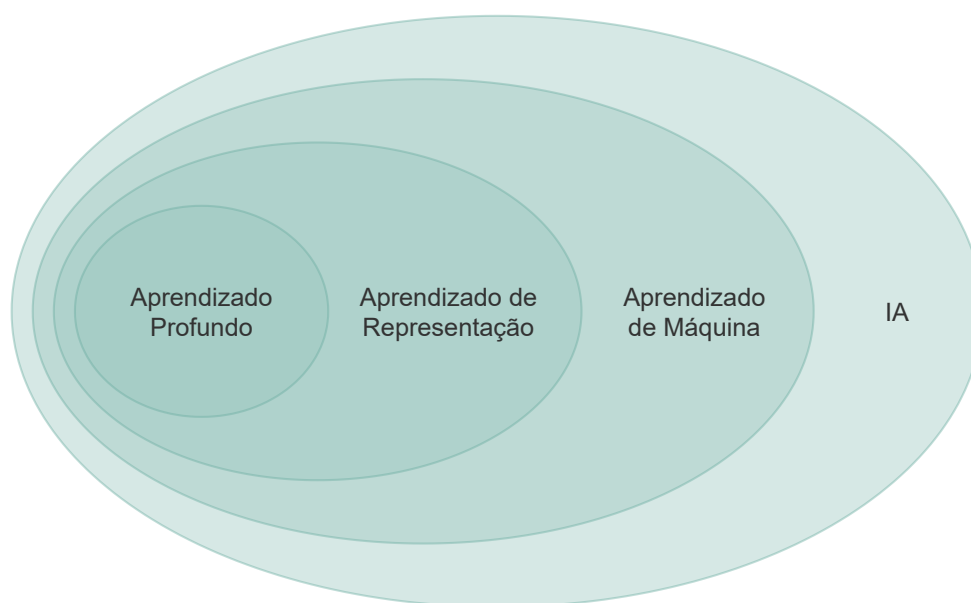 Aprendizado
Profundo
Aprendizado de
Representação
Aprendizado
de Máquina
IA